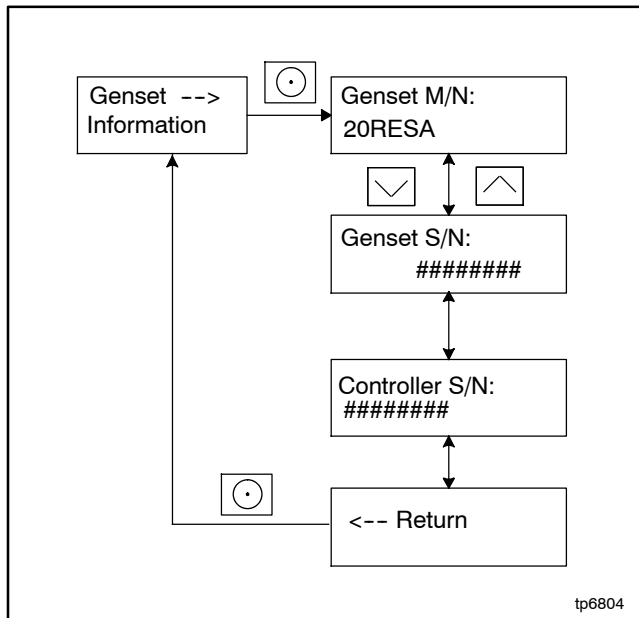 Genset -->
Information
Genset M/N:
20RESA
Genset S/N:
########
Controller S/N:
########
<-- Return
tp6804